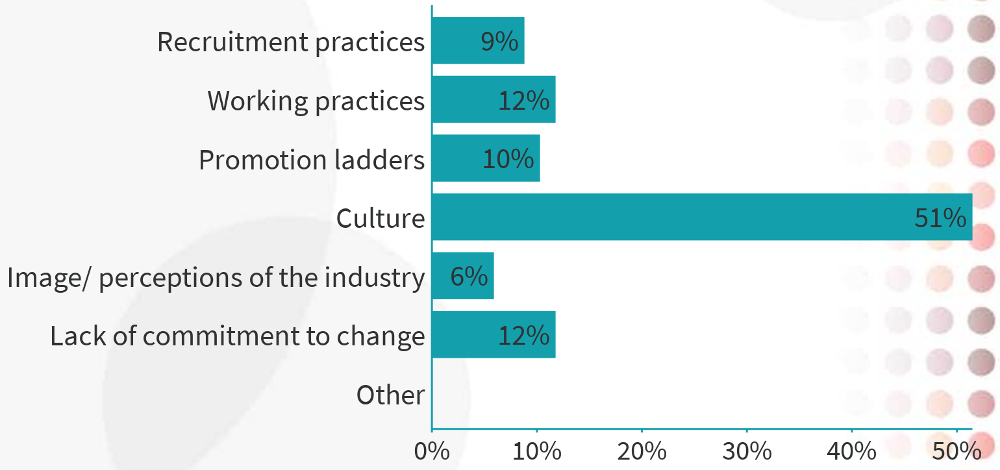 Recruitment practices 9%
Working practices 12%
Promotion ladders 10%
Culture 51%
Image/ perceptions of the industry 6%
Lack of commitment to change 12%
Other
0% 10% 20% 30% 40% 50%